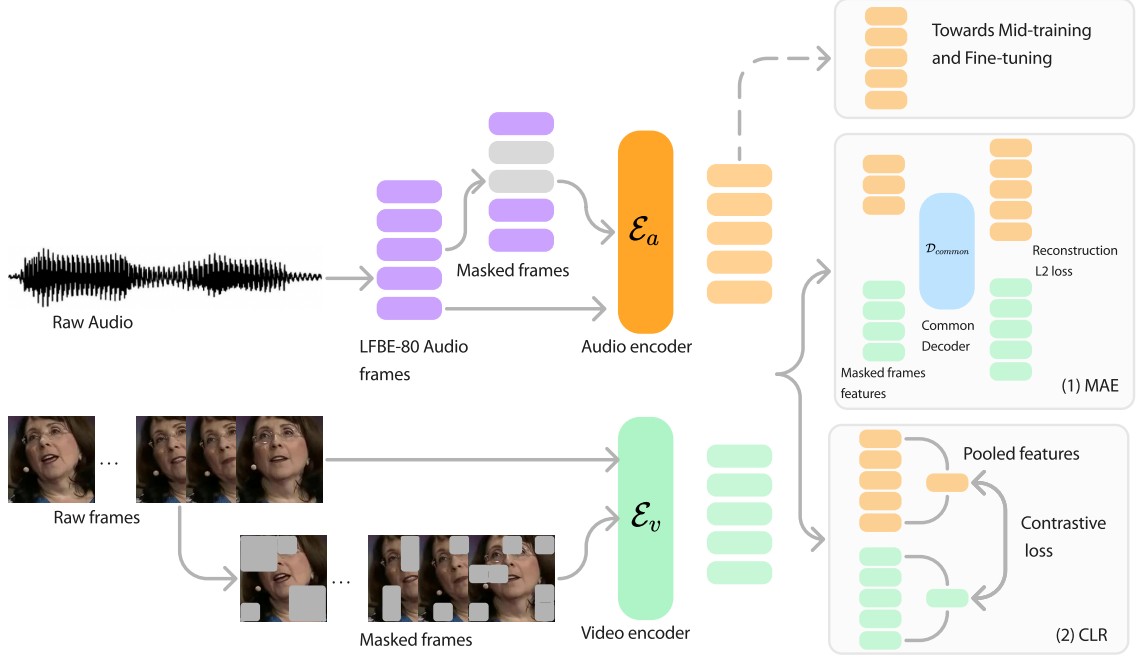 Towards Mid-training
and Fine-tuning
Masked frames
ℰₐ
Raw Audio
LFBE-80 Audio
frames
Audio encoder
𝒟common
Reconstruction
L2 loss
Common
Decoder
Masked frames
features
(1) MAE
...
Raw frames
ℰᵥ
...
Masked frames
Video encoder
Pooled features
Contrastive
loss
(2) CLR